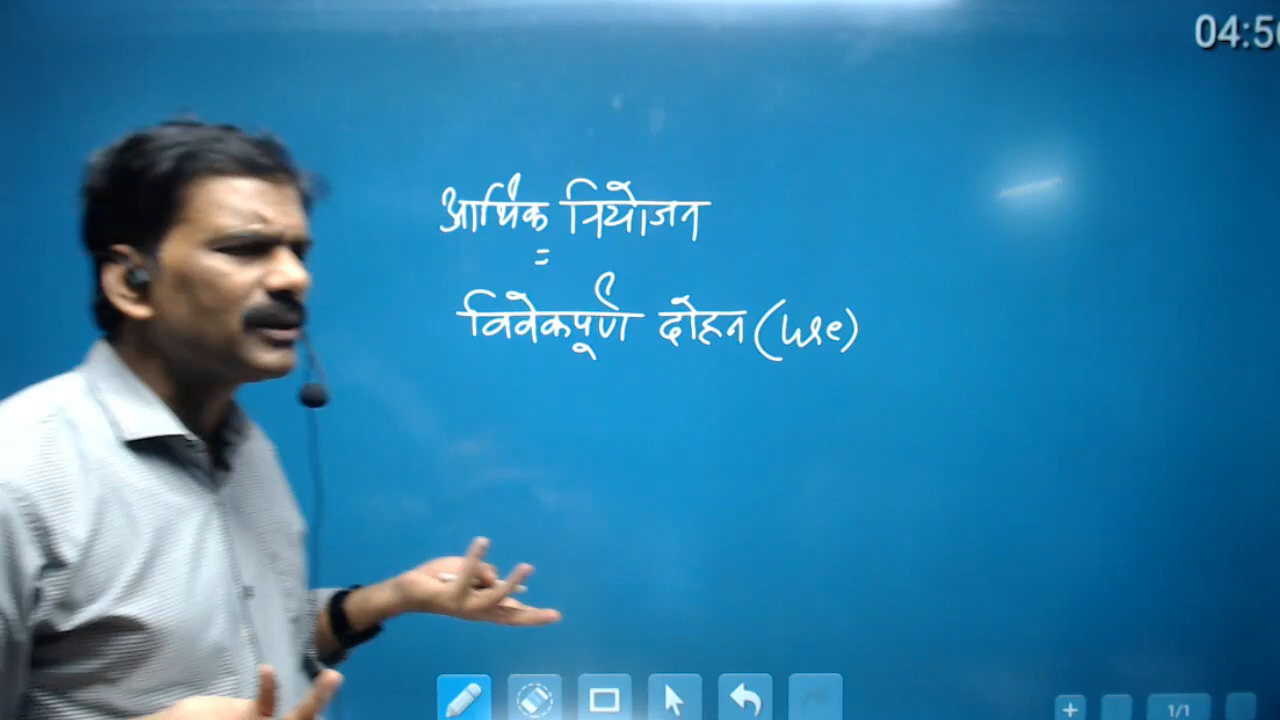 04:5
आर्थिक नियोजन
=
विवेकपूर्ण दोहन (use)
1/1